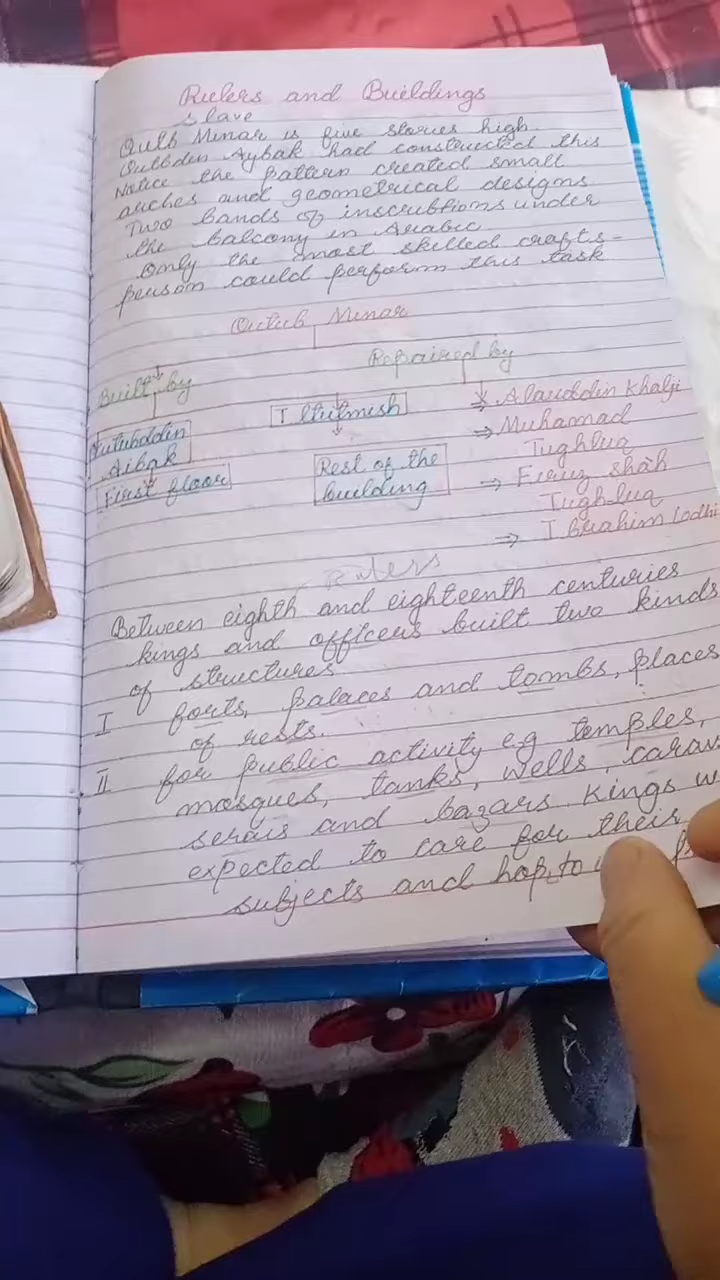 Rulers and Buildings
Slave
Qutb Minar is five stories high.
Qutbdin Aybak had constructed this
Notice the pattern created small
arches and geometrical designs
Two bands of inscrubtions under
the balcony in Arabic.
Only the most skilled crafts-
person could perform this task
Qutub Minar
Built by
Repaired by
Qutubddin
Aibak
First floor
Iltutmish
Rest of the
building
Alauddin Khalji
Muhamad
Tughluq
Firuz shah
Tughluq
Ibrahim Lodhi
Rulers
Between eighth and eighteenth centuries
kings and officers built two kinds
of structures
I forts, palaces and tombs, places
of rests.
II for public activity e.g temples,
mosques, tanks, wells,
serais and bazars. Kings
expected to care for their
subjects and